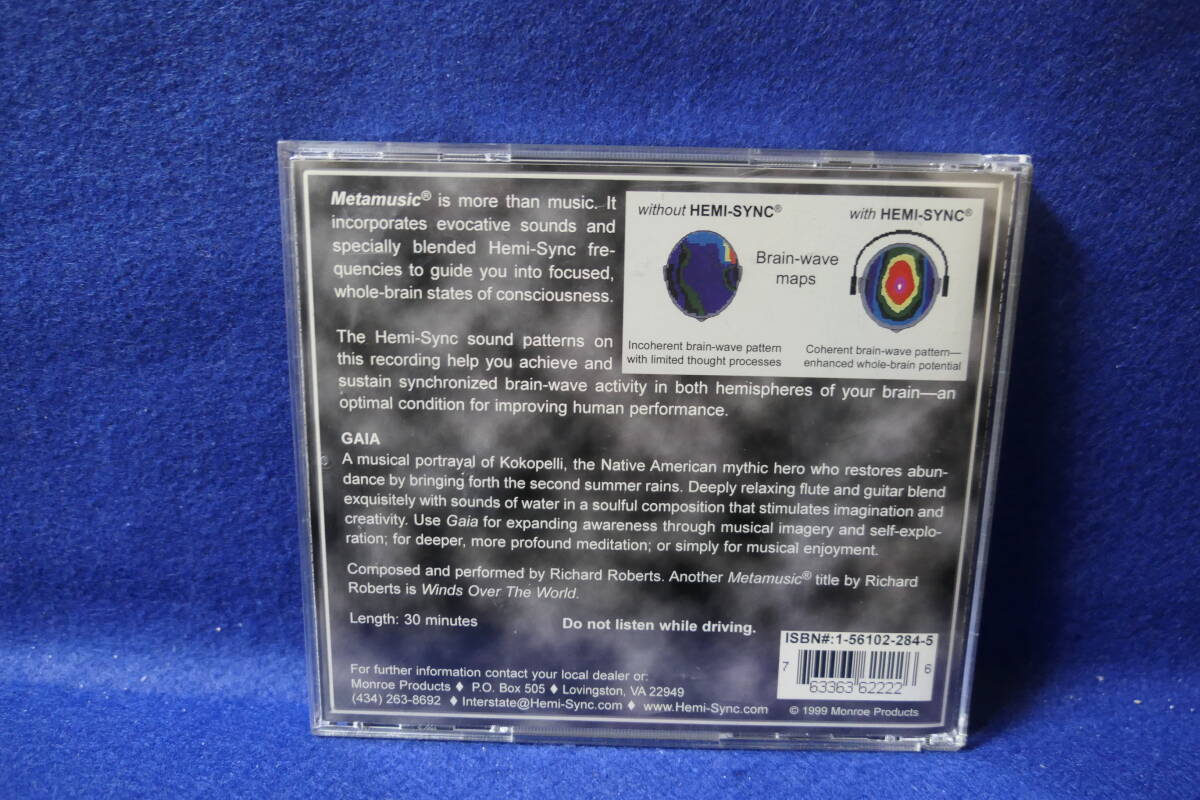 Metamusic® is more than music. It
incorporates evocative sounds and
specially blended Hemi-Sync fre-
quencies to guide you into focused,
whole-brain states of consciousness.
without HEMI-SYNC®
with HEMI-SYNC®
Brain-wave
maps
Incoherent brain-wave pattern
with limited thought processes
Coherent brain-wave pattern—
enhanced whole-brain potential
The Hemi-Sync sound patterns on
this recording help you achieve and
sustain synchronized brain-wave activity in both hemispheres of your brain—an
optimal condition for improving human performance.
GAIA
A musical portrayal of Kokopelli, the Native American mythic hero who restores abun-
dance by bringing forth the second summer rains. Deeply relaxing flute and guitar blend
exquisitely with sounds of water in a soulful composition that stimulates imagination and
creativity. Use Gaia for expanding awareness through musical imagery and self-explo-
ration; for deeper, more profound meditation; or simply for musical enjoyment.
Composed and performed by Richard Roberts. Another Metamusic® title by Richard
Roberts is Winds Over The World.
Length: 30 minutes
Do not listen while driving.
ISBN#:1-56102-284-5
7 63363 62222 6
For further information contact your local dealer or:
Monroe Products ♦ P.O. Box 505 ♦ Lovingston, VA 22949
(434) 263-8692 ♦ Interstate@Hemi-Sync.com ♦ www.Hemi-Sync.com
© 1999 Monroe Products